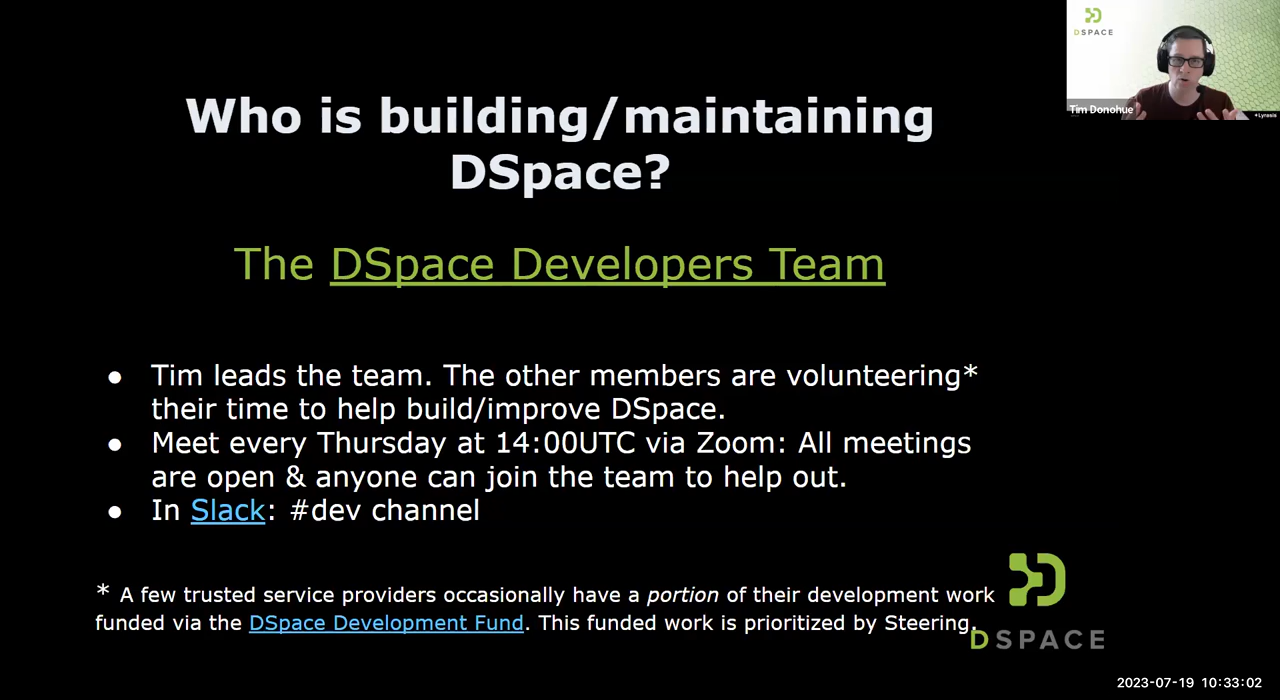 Who is building/maintaining
DSpace?
The DSpace Developers Team
● Tim leads the team. The other members are volunteering*
their time to help build/improve DSpace.
● Meet every Thursday at 14:00UTC via Zoom: All meetings
are open & anyone can join the team to help out.
● In Slack: #dev channel
* A few trusted service providers occasionally have a portion of their development work
funded via the DSpace Development Fund. This funded work is prioritized by Steering.
DSPACE
DSPACE
Tim Donohue
Lyrasis
2023-07-19 10:33:02